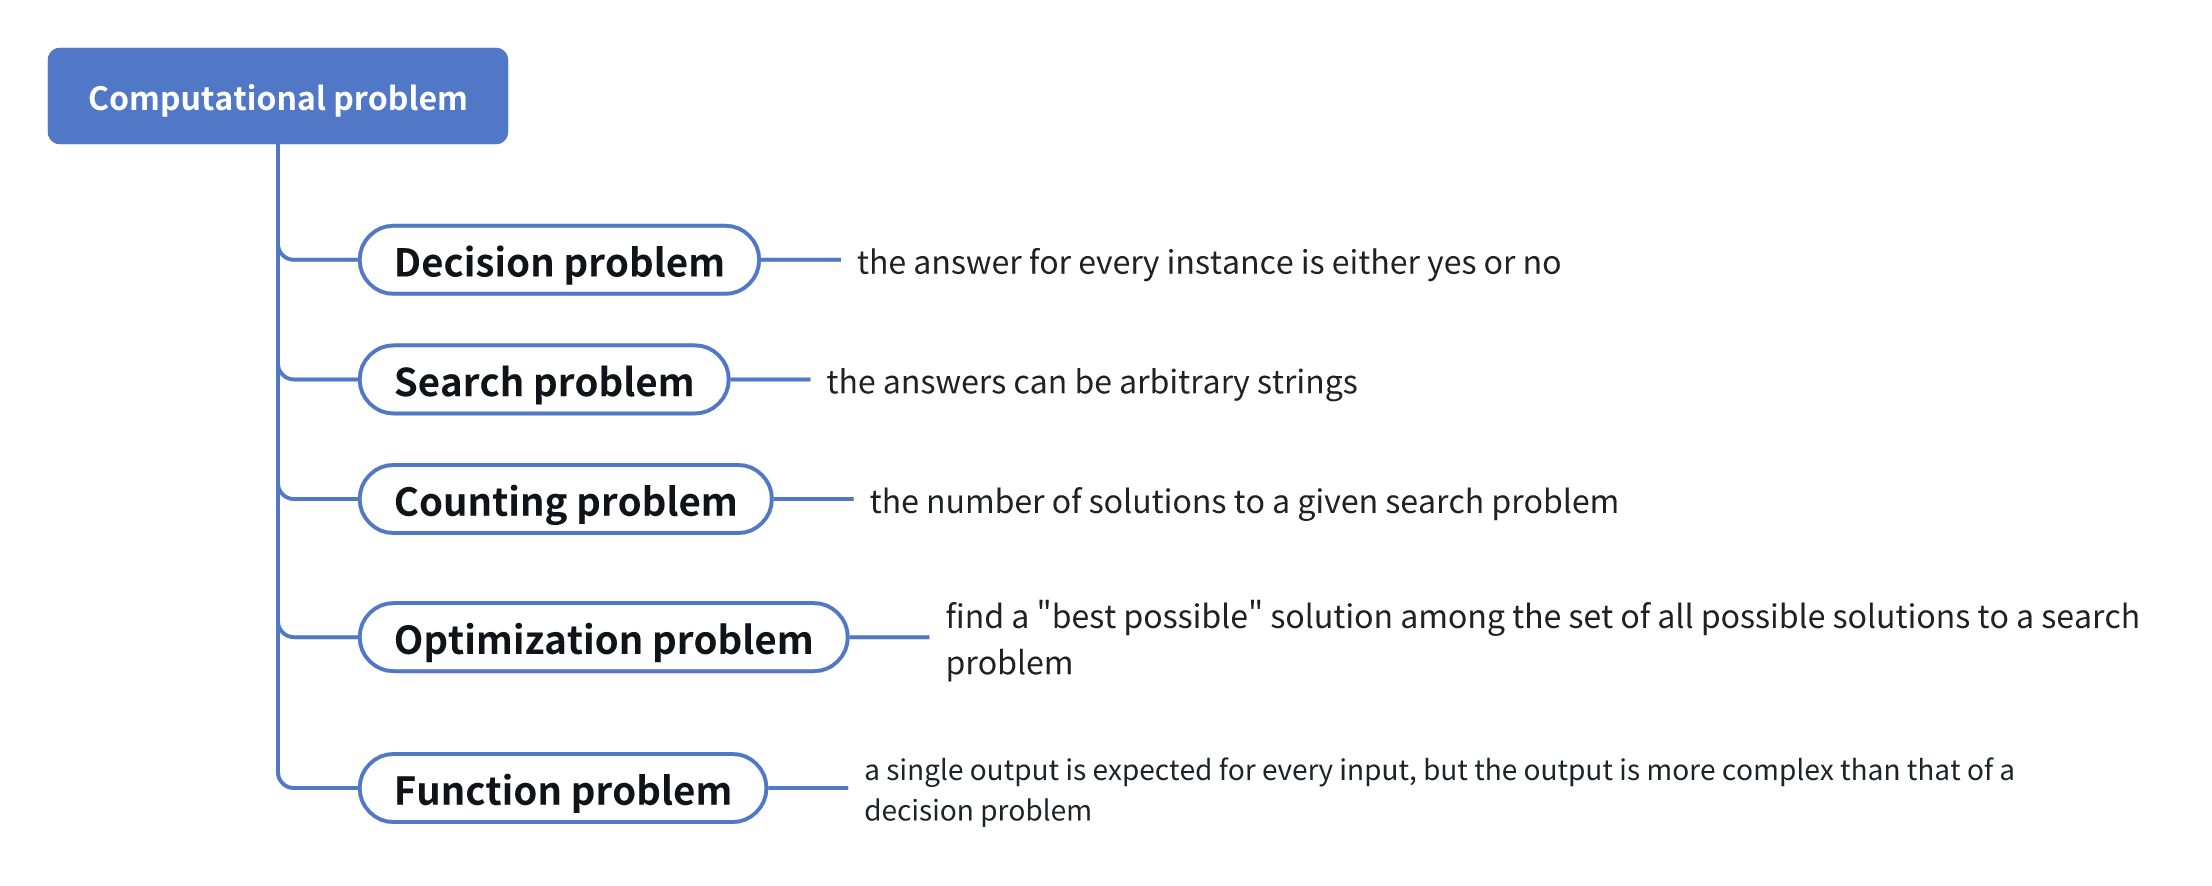 Computational problem
Decision problem
the answer for every instance is either yes or no
Search problem
the answers can be arbitrary strings
Counting problem
the number of solutions to a given search problem
Optimization problem
find a "best possible" solution among the set of all possible solutions to a search
problem
Function problem
a single output is expected for every input, but the output is more complex than that of a
decision problem